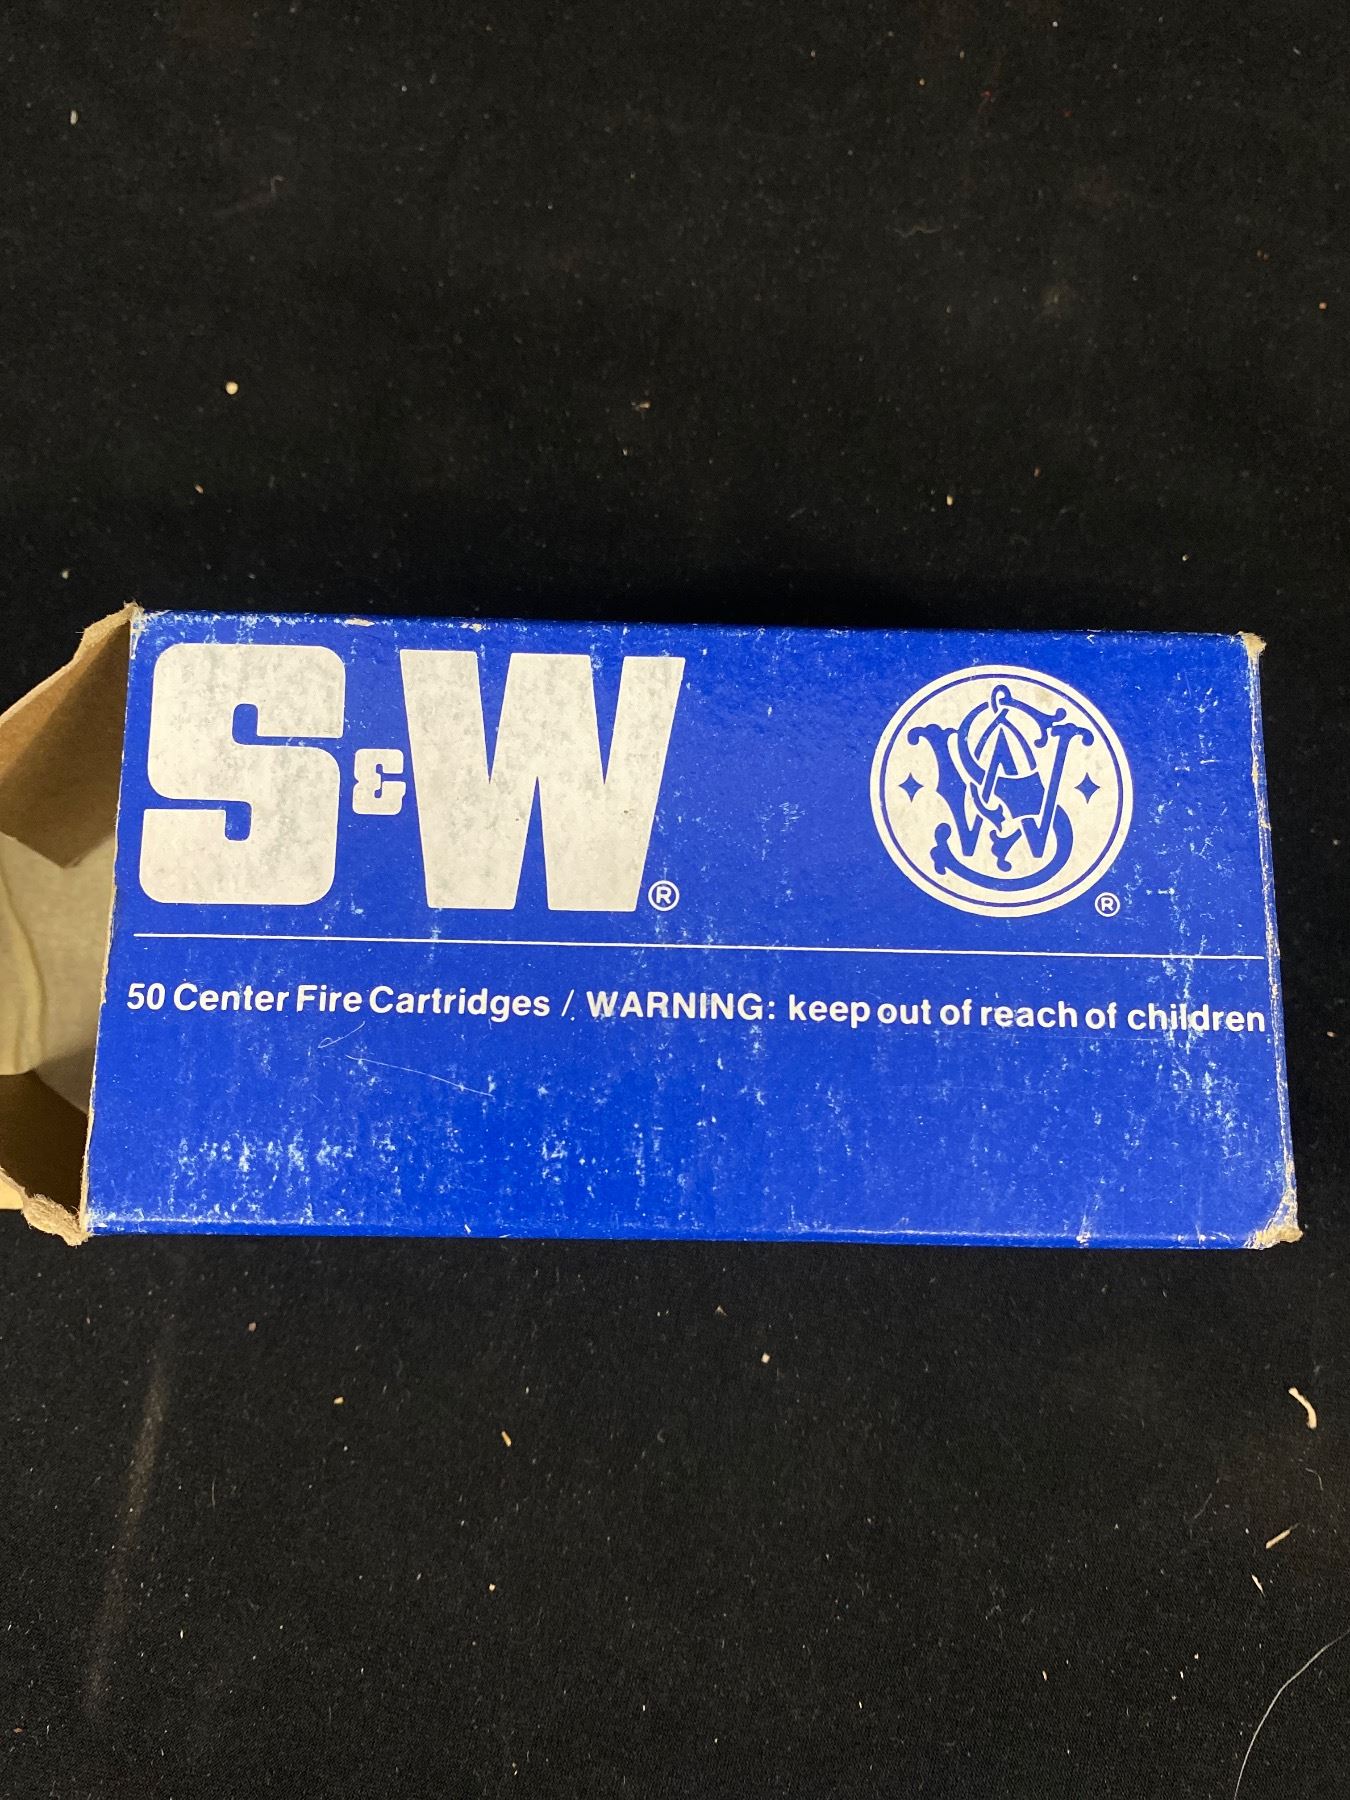 S&W®
®
50 Center Fire Cartridges / WARNING: keep out of reach of children